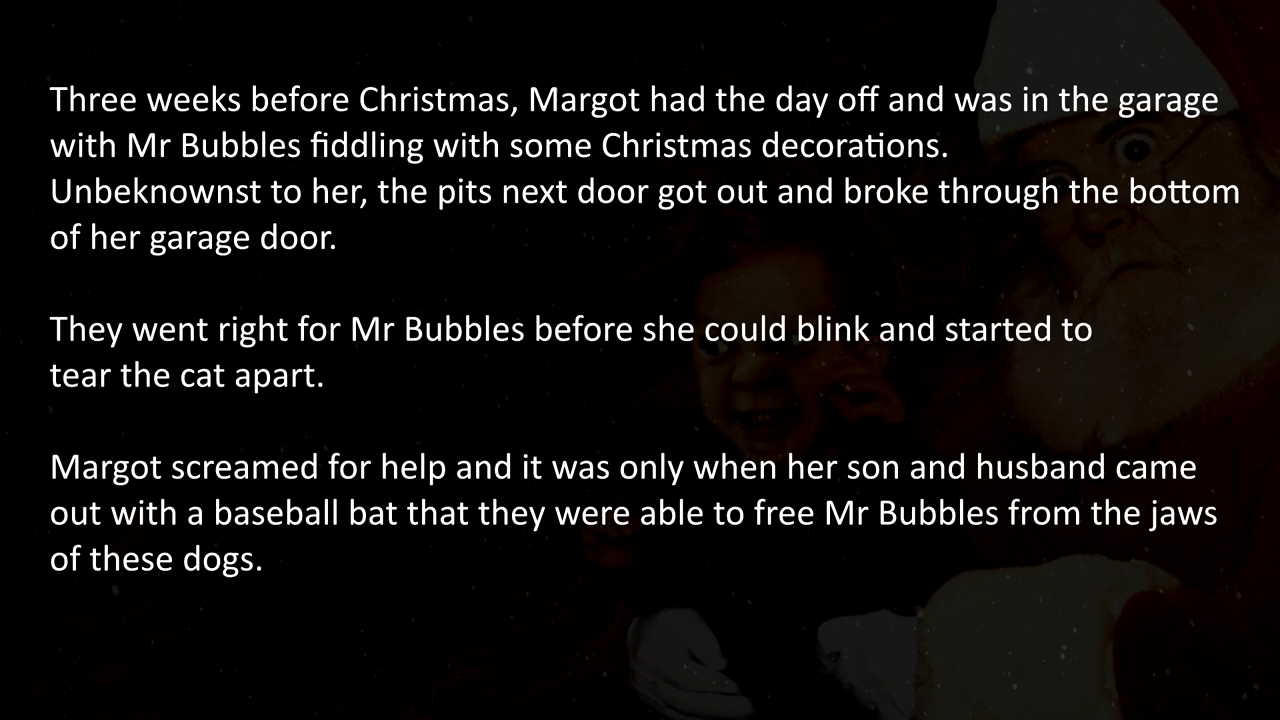 Three weeks before Christmas, Margot had the day off and was in the garage
with Mr Bubbles fiddling with some Christmas decorations.
Unbeknownst to her, the pits next door got out and broke through the bottom
of her garage door.
They went right for Mr Bubbles before she could blink and started to
tear the cat apart.
Margot screamed for help and it was only when her son and husband came
out with a baseball bat that they were able to free Mr Bubbles from the jaws
of these dogs.